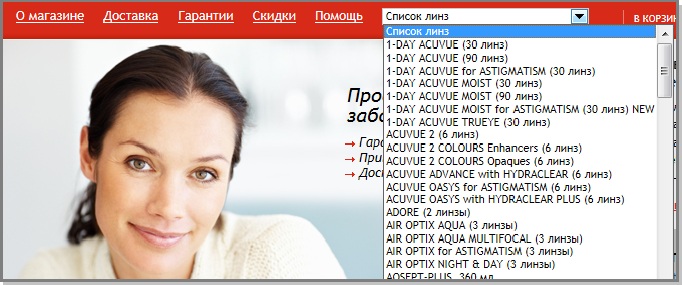 О магазине Доставка Гарантии Скидки Помощь Список линз В КОРЗИН
Список линз
1-DAY ACUVUE (30 линз)
1-DAY ACUVUE (90 линз)
1-DAY ACUVUE for ASTIGMATISM (30 линз)
1-DAY ACUVUE MOIST (30 линз)
1-DAY ACUVUE MOIST (90 линз)
1-DAY ACUVUE MOIST for ASTIGMATISM (30 линз) NEW
1-DAY ACUVUE TRUEYE (30 линз)
ACUVUE 2 (6 линз)
ACUVUE 2 COLOURS Enhancers (6 линз)
ACUVUE 2 COLOURS Opaques (6 линз)
ACUVUE ADVANCE with HYDRACLEAR (6 линз)
ACUVUE OASYS for ASTIGMATISM (6 линз)
ACUVUE OASYS with HYDRACLEAR PLUS (6 линз)
ADORE (2 линзы)
AIR OPTIX AQUA (3 линзы)
AIR OPTIX AQUA MULTIFOCAL (3 линзы)
AIR OPTIX for ASTIGMATISM (3 линзы)
AIR OPTIX NIGHT & DAY (3 линзы)
AOSEPT-PLUS, 360 мл
Про
забо
Гара
При
Дос